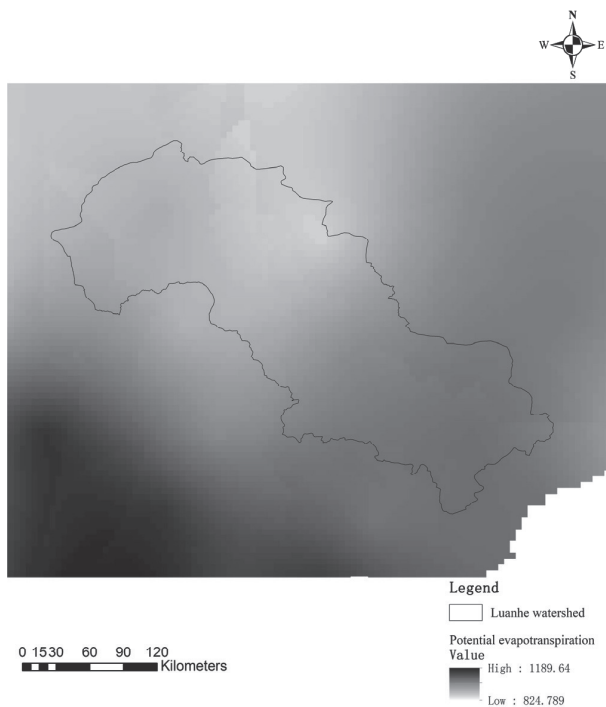 N
W E
S
Legend
Luanhe watershed
Potential evapotranspiration
Value
High : 1189.64
Low : 824.789
0 15 30 60 90 120
Kilometers